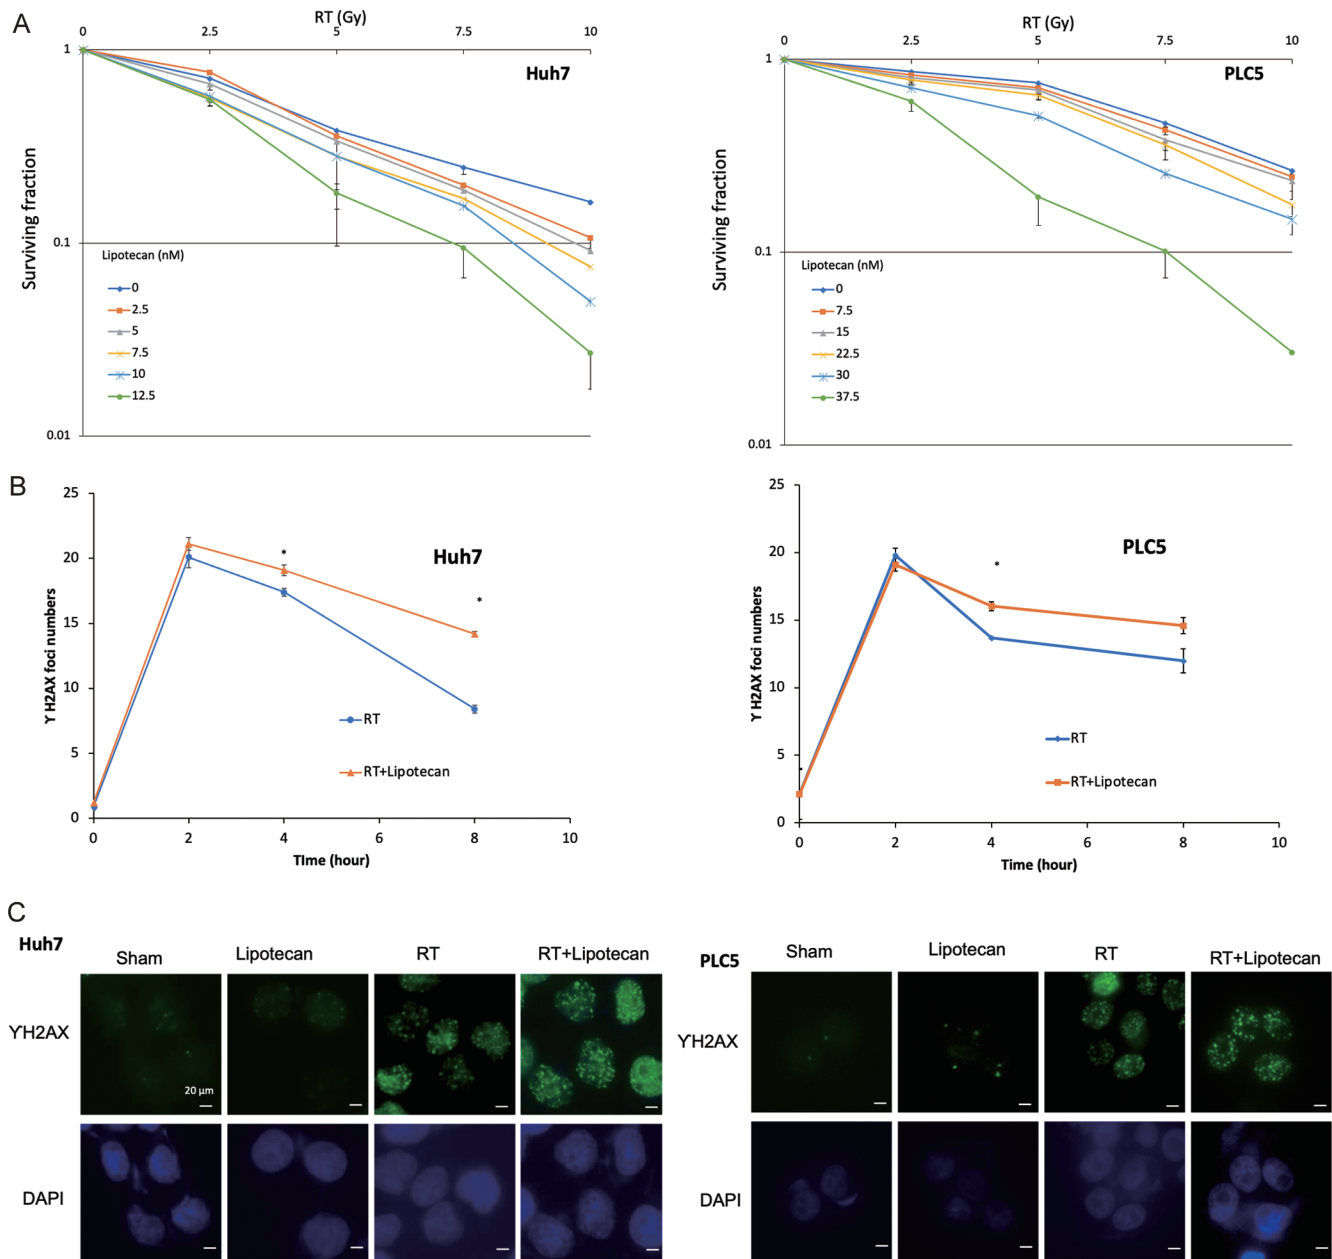 A
RT (Gy)
0 2.5 5 7.5 10
1
0.1
0.01
Surviving fraction
Huh7
Lipotecan (nM)
0
2.5
5
7.5
10
12.5
RT (Gy)
0 2.5 5 7.5 10
1
0.1
0.01
Surviving fraction
PLC5
Lipotecan (nM)
0
7.5
15
22.5
30
37.5
B
25
20
15
10
5
0
ϒ H2AX foci numbers
Huh7
*
*
RT
RT+Lipotecan
0 2 4 6 8 10
TIme (hour)
25
20
15
10
5
0
ϒ H2AX foci numbers
PLC5
*
RT
RT+Lipotecan
0 2 4 6 8 10
Time (hour)
C
Huh7
Sham Lipotecan RT RT+Lipotecan
ϒH2AX
20 μm
DAPI
PLC5
Sham Lipotecan RT RT+Lipotecan
ϒH2AX
DAPI